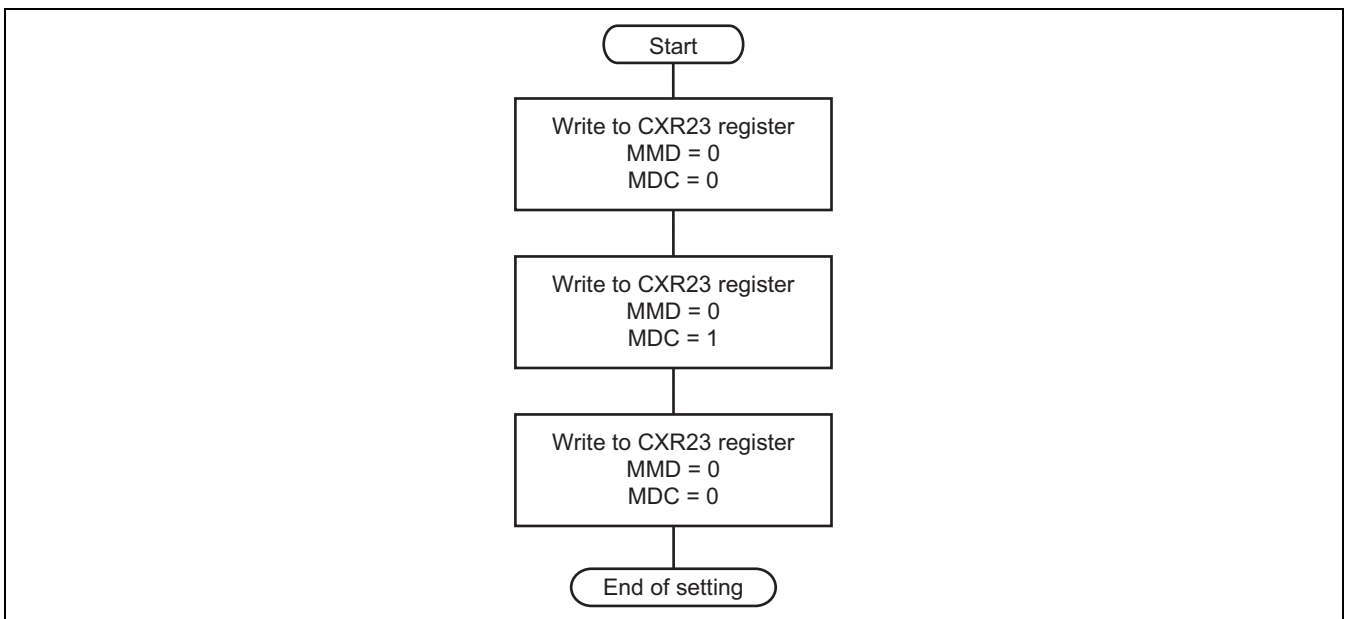 Start
Write to CXR23 register
MMD = 0
MDC = 0
Write to CXR23 register
MMD = 0
MDC = 1
Write to CXR23 register
MMD = 0
MDC = 0
End of setting